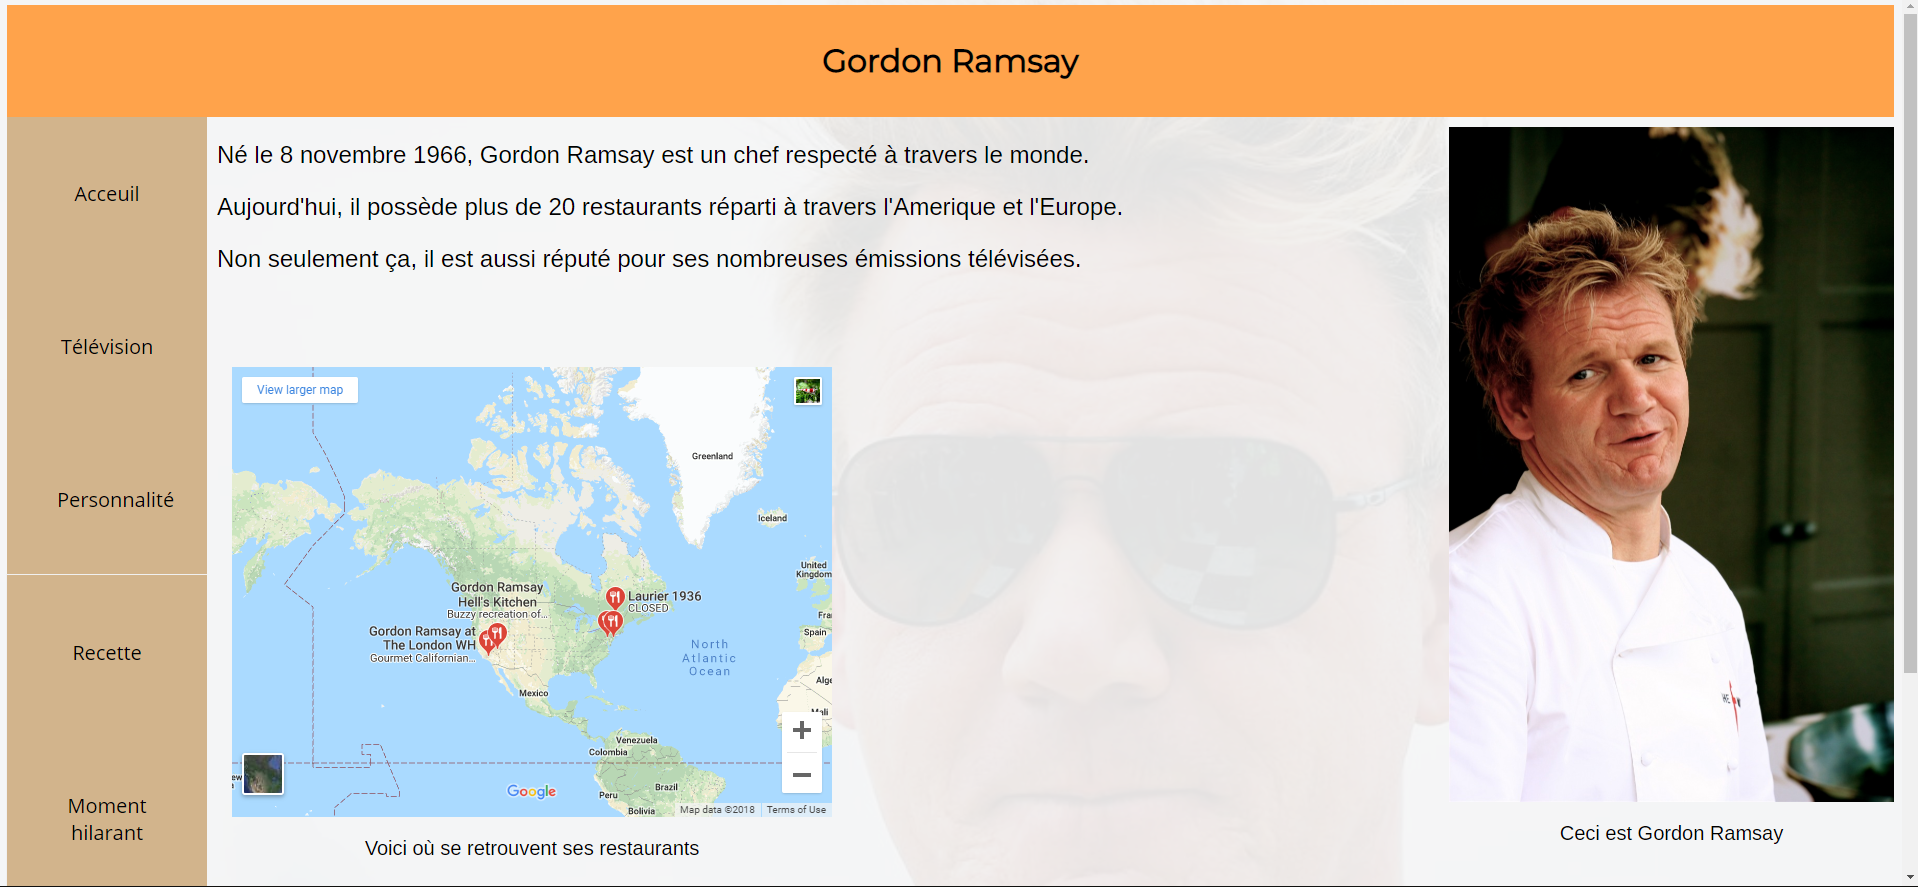 Gordon Ramsay
Acceuil
Télévision
Personnalité
Recette
Moment
hilarant
Né le 8 novembre 1966, Gordon Ramsay est un chef respecté à travers le monde.
Aujourd'hui, il possède plus de 20 restaurants réparti à travers l'Amerique et l'Europe.
Non seulement ça, il est aussi réputé pour ses nombreuses émissions télévisées.
View larger map
Greenland
Iceland
United
Kingdom
Gordon Ramsay
Hell's Kitchen
Buzzy recreation of...
Laurier 1936
CLOSED
Gordon Ramsay at
The London WH
Gourmet Californian...
North
Atlantic
Ocean
Spain
Mexico
Mali
Venezuela
Colombia
Peru
Brazil
Bolivia
Google
Map data ©2018
Terms of Use
Voici où se retrouvent ses restaurants
Ceci est Gordon Ramsay